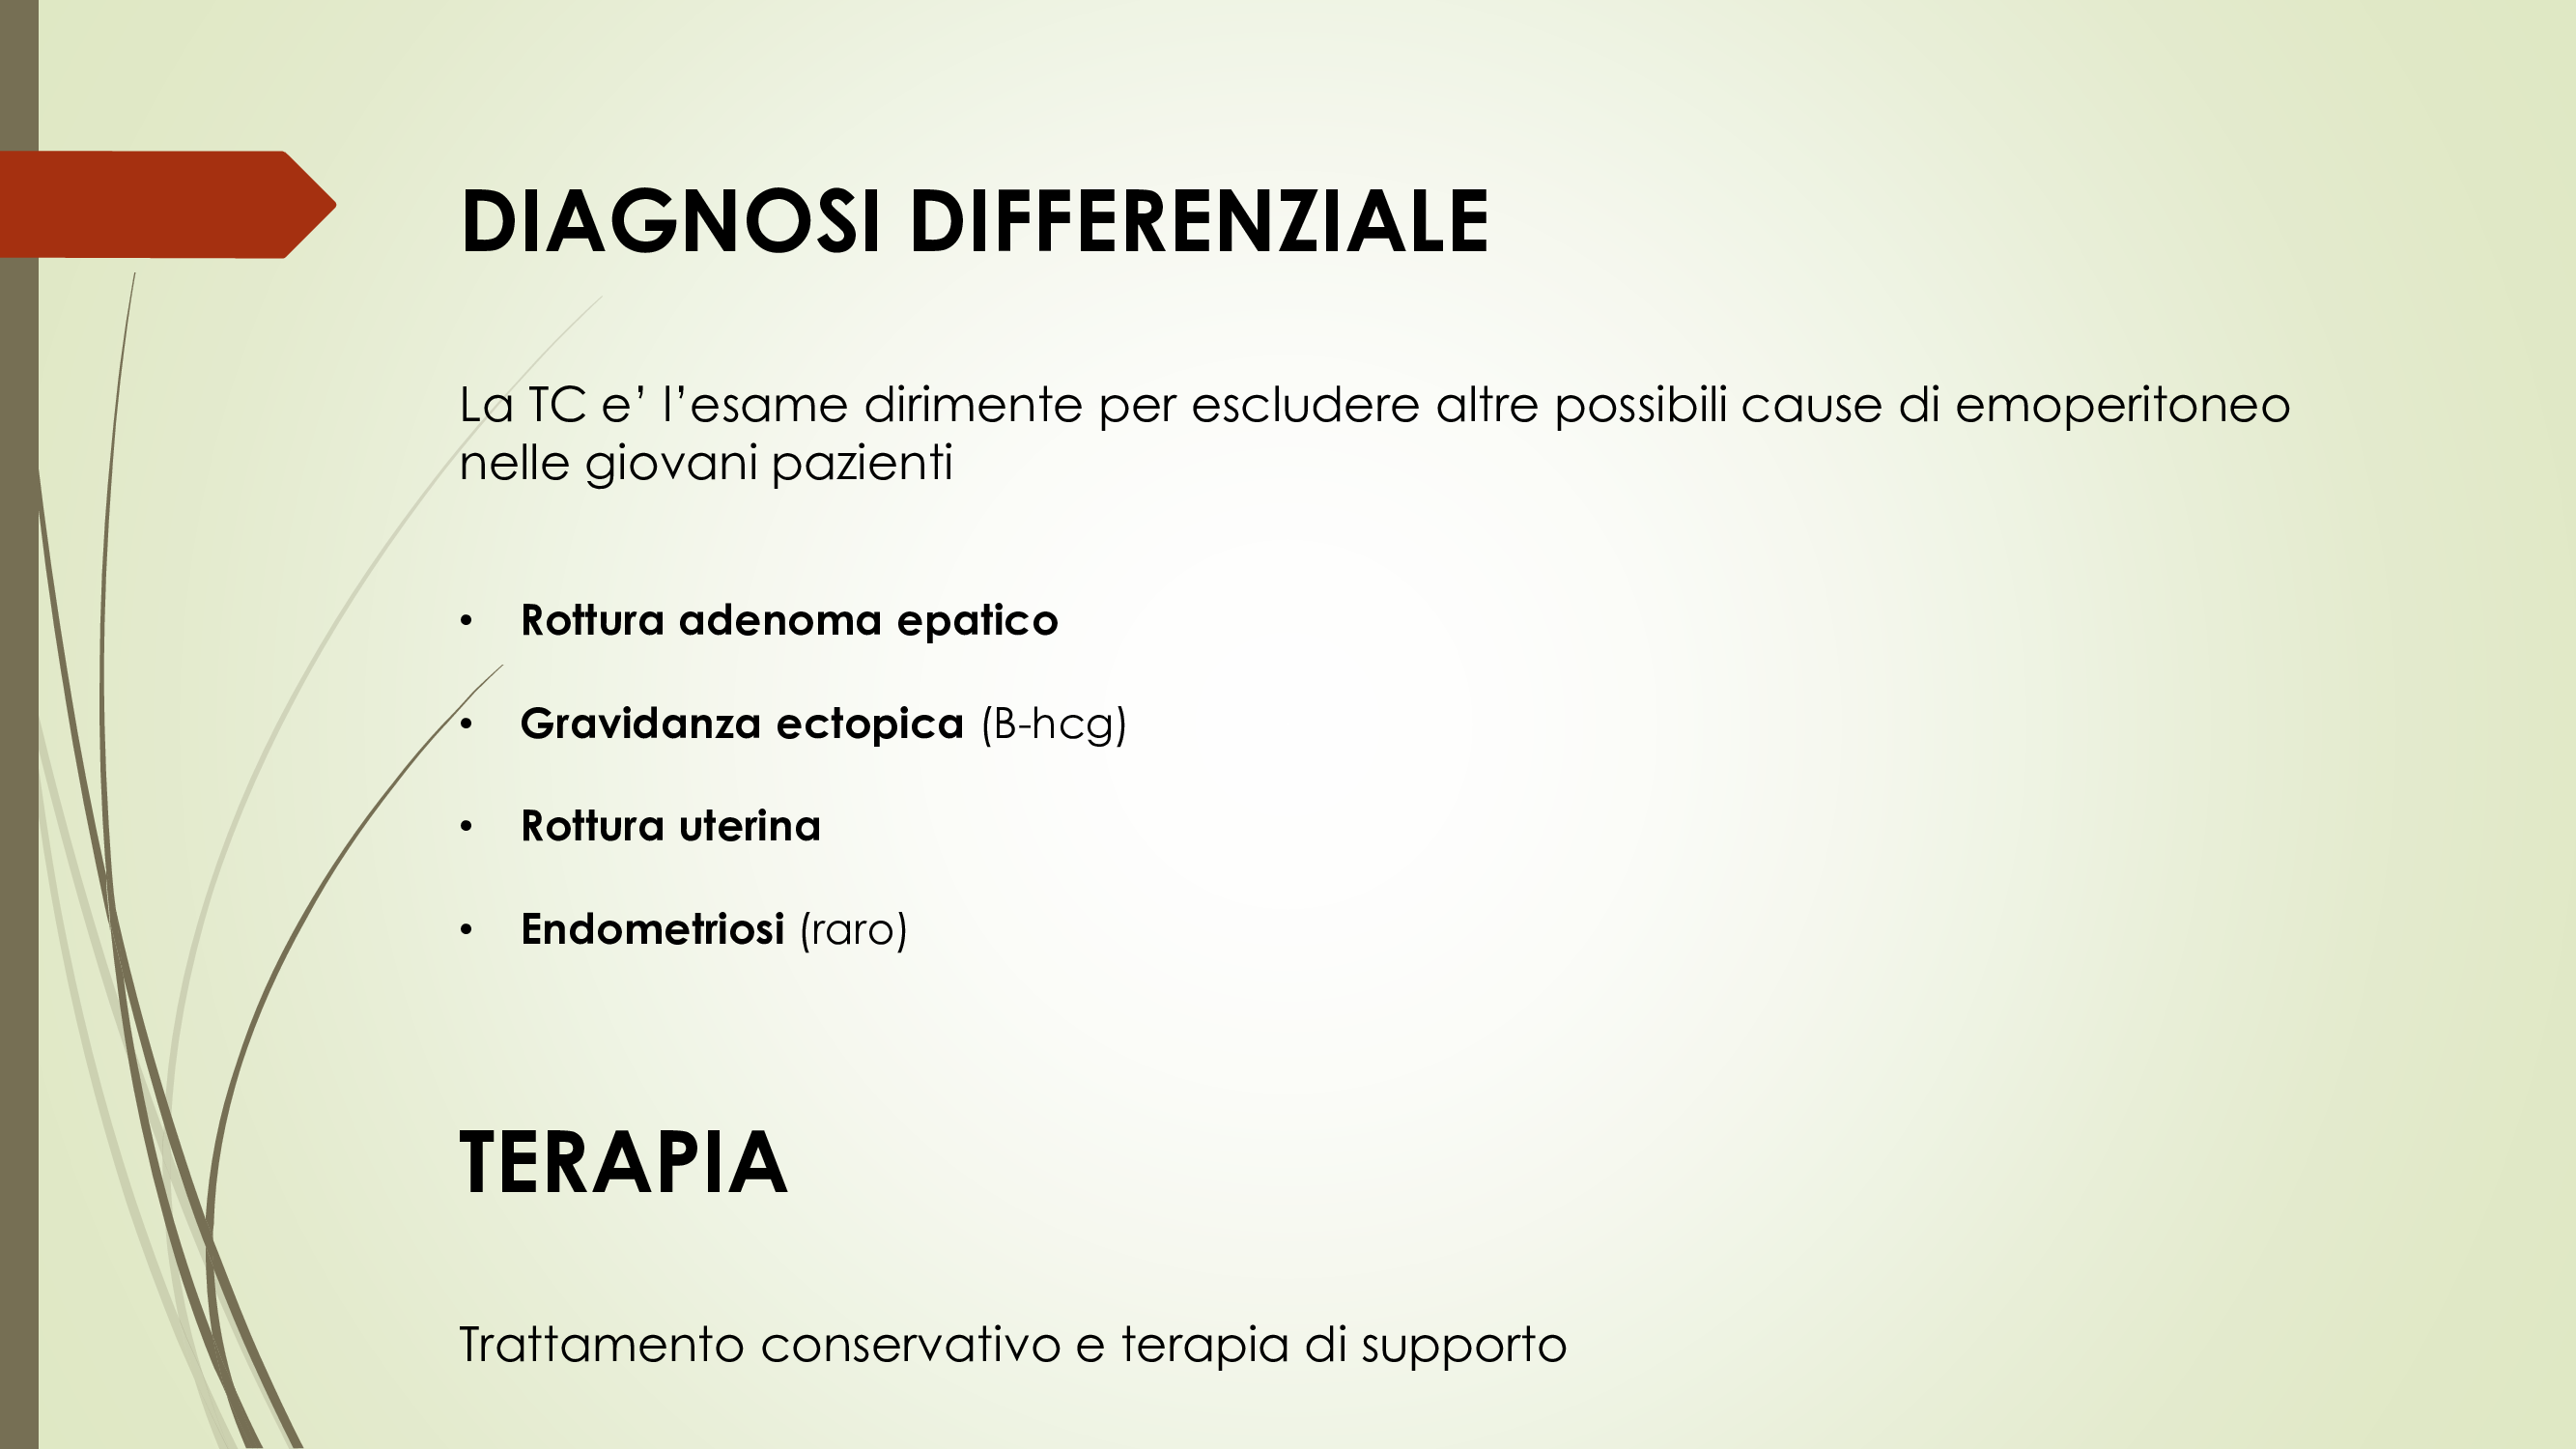 DIAGNOSI DIFFERENZIALE
La TC e’ l’esame dirimente per escludere altre possibili cause di emoperitoneo
nelle giovani pazienti
• Rottura adenoma epatico
• Gravidanza ectopica (B-hcg)
• Rottura uterina
• Endometriosi (raro)
TERAPIA
Trattamento conservativo e terapia di supporto